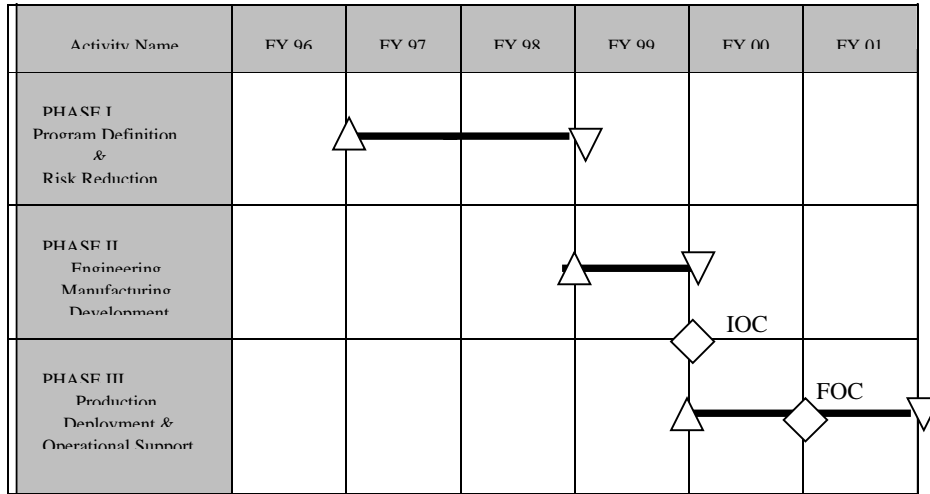 Activity Name FY 96 FY 97 FY 98 FY 99 FY 00 FY 01
PHASE I
Program Definition
&
Risk Reduction
PHASE II
Engineering
Manufacturing
Development
IOC
PHASE III
Production
Deployment &
Operational Support
FOC